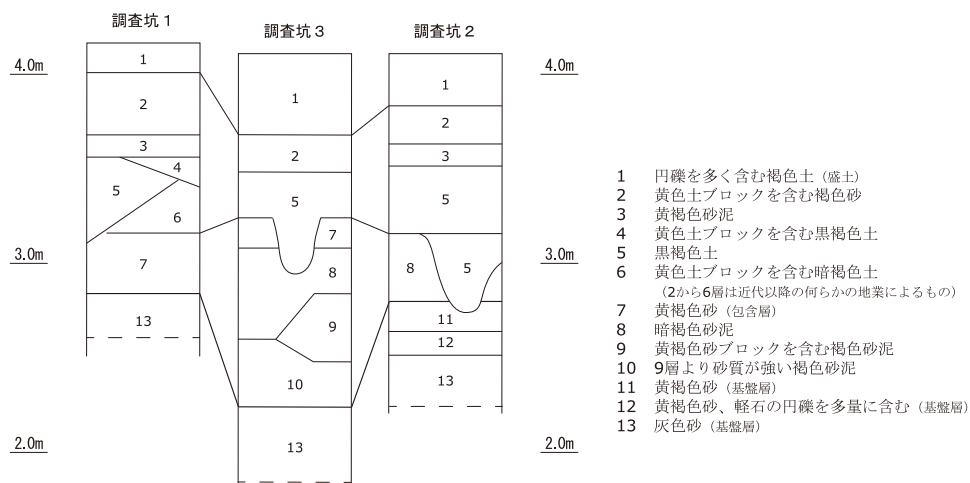 調査坑１
調査坑３
調査坑２
4.0m
4.0m
1
2
3
4
5
6
7
13
1
2
5
7
8
9
10
13
1
2
3
5
8
5
11
12
13
3.0m
3.0m
2.0m
2.0m
1 円礫を多く含む褐色土（盛土）
2 黄色土ブロックを含む褐色砂
3 黄褐色砂泥
4 黄色土ブロックを含む黒褐色土
5 黒褐色土
6 黄色土ブロックを含む暗褐色土
（2から6層は近代以降の何らかの地業によるもの）
7 黄褐色砂（包含層）
8 暗褐色砂泥
9 黄褐色砂ブロックを含む褐色砂泥
10 9層より砂質が強い褐色砂泥
11 黄褐色砂（基盤層）
12 黄褐色砂、軽石の円礫を多量に含む（基盤層）
13 灰色砂（基盤層）